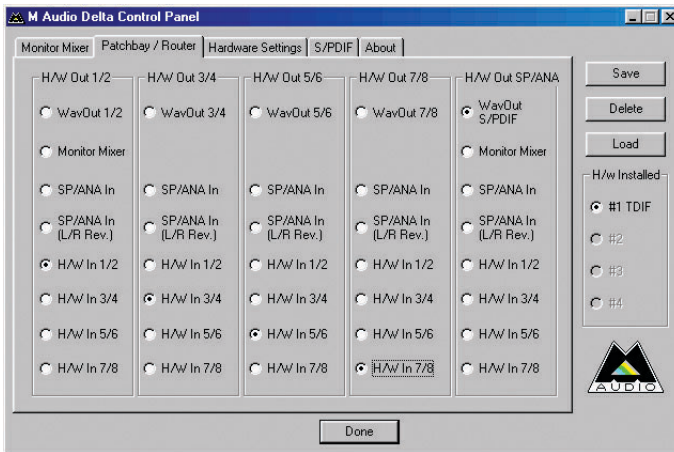 M Audio Delta Control Panel
Monitor Mixer Patchbay / Router Hardware Settings S/PDIF About
H/W Out 1/2 H/W Out 3/4 H/W Out 5/6 H/W Out 7/8 H/W Out SP/ANA
WavOut 1/2 WavOut 3/4 WavOut 5/6 WavOut 7/8 WavOut S/PDIF
Monitor Mixer Monitor Mixer
SP/ANA In SP/ANA In SP/ANA In SP/ANA In SP/ANA In
SP/ANA In SP/ANA In SP/ANA In SP/ANA In SP/ANA In
(L/R Rev.) (L/R Rev.) (L/R Rev.) (L/R Rev.) (L/R Rev.)
H/W In 1/2 H/W In 1/2 H/W In 1/2 H/W In 1/2 H/W In 1/2
H/W In 3/4 H/W In 3/4 H/W In 3/4 H/W In 3/4 H/W In 3/4
H/W In 5/6 H/W In 5/6 H/W In 5/6 H/W In 5/6 H/W In 5/6
H/W In 7/8 H/W In 7/8 H/W In 7/8 H/W In 7/8 H/W In 7/8
Save
Delete
Load
H/w Installed
#1 TDIF
#2
#3
#4
M
AUDIO
Done